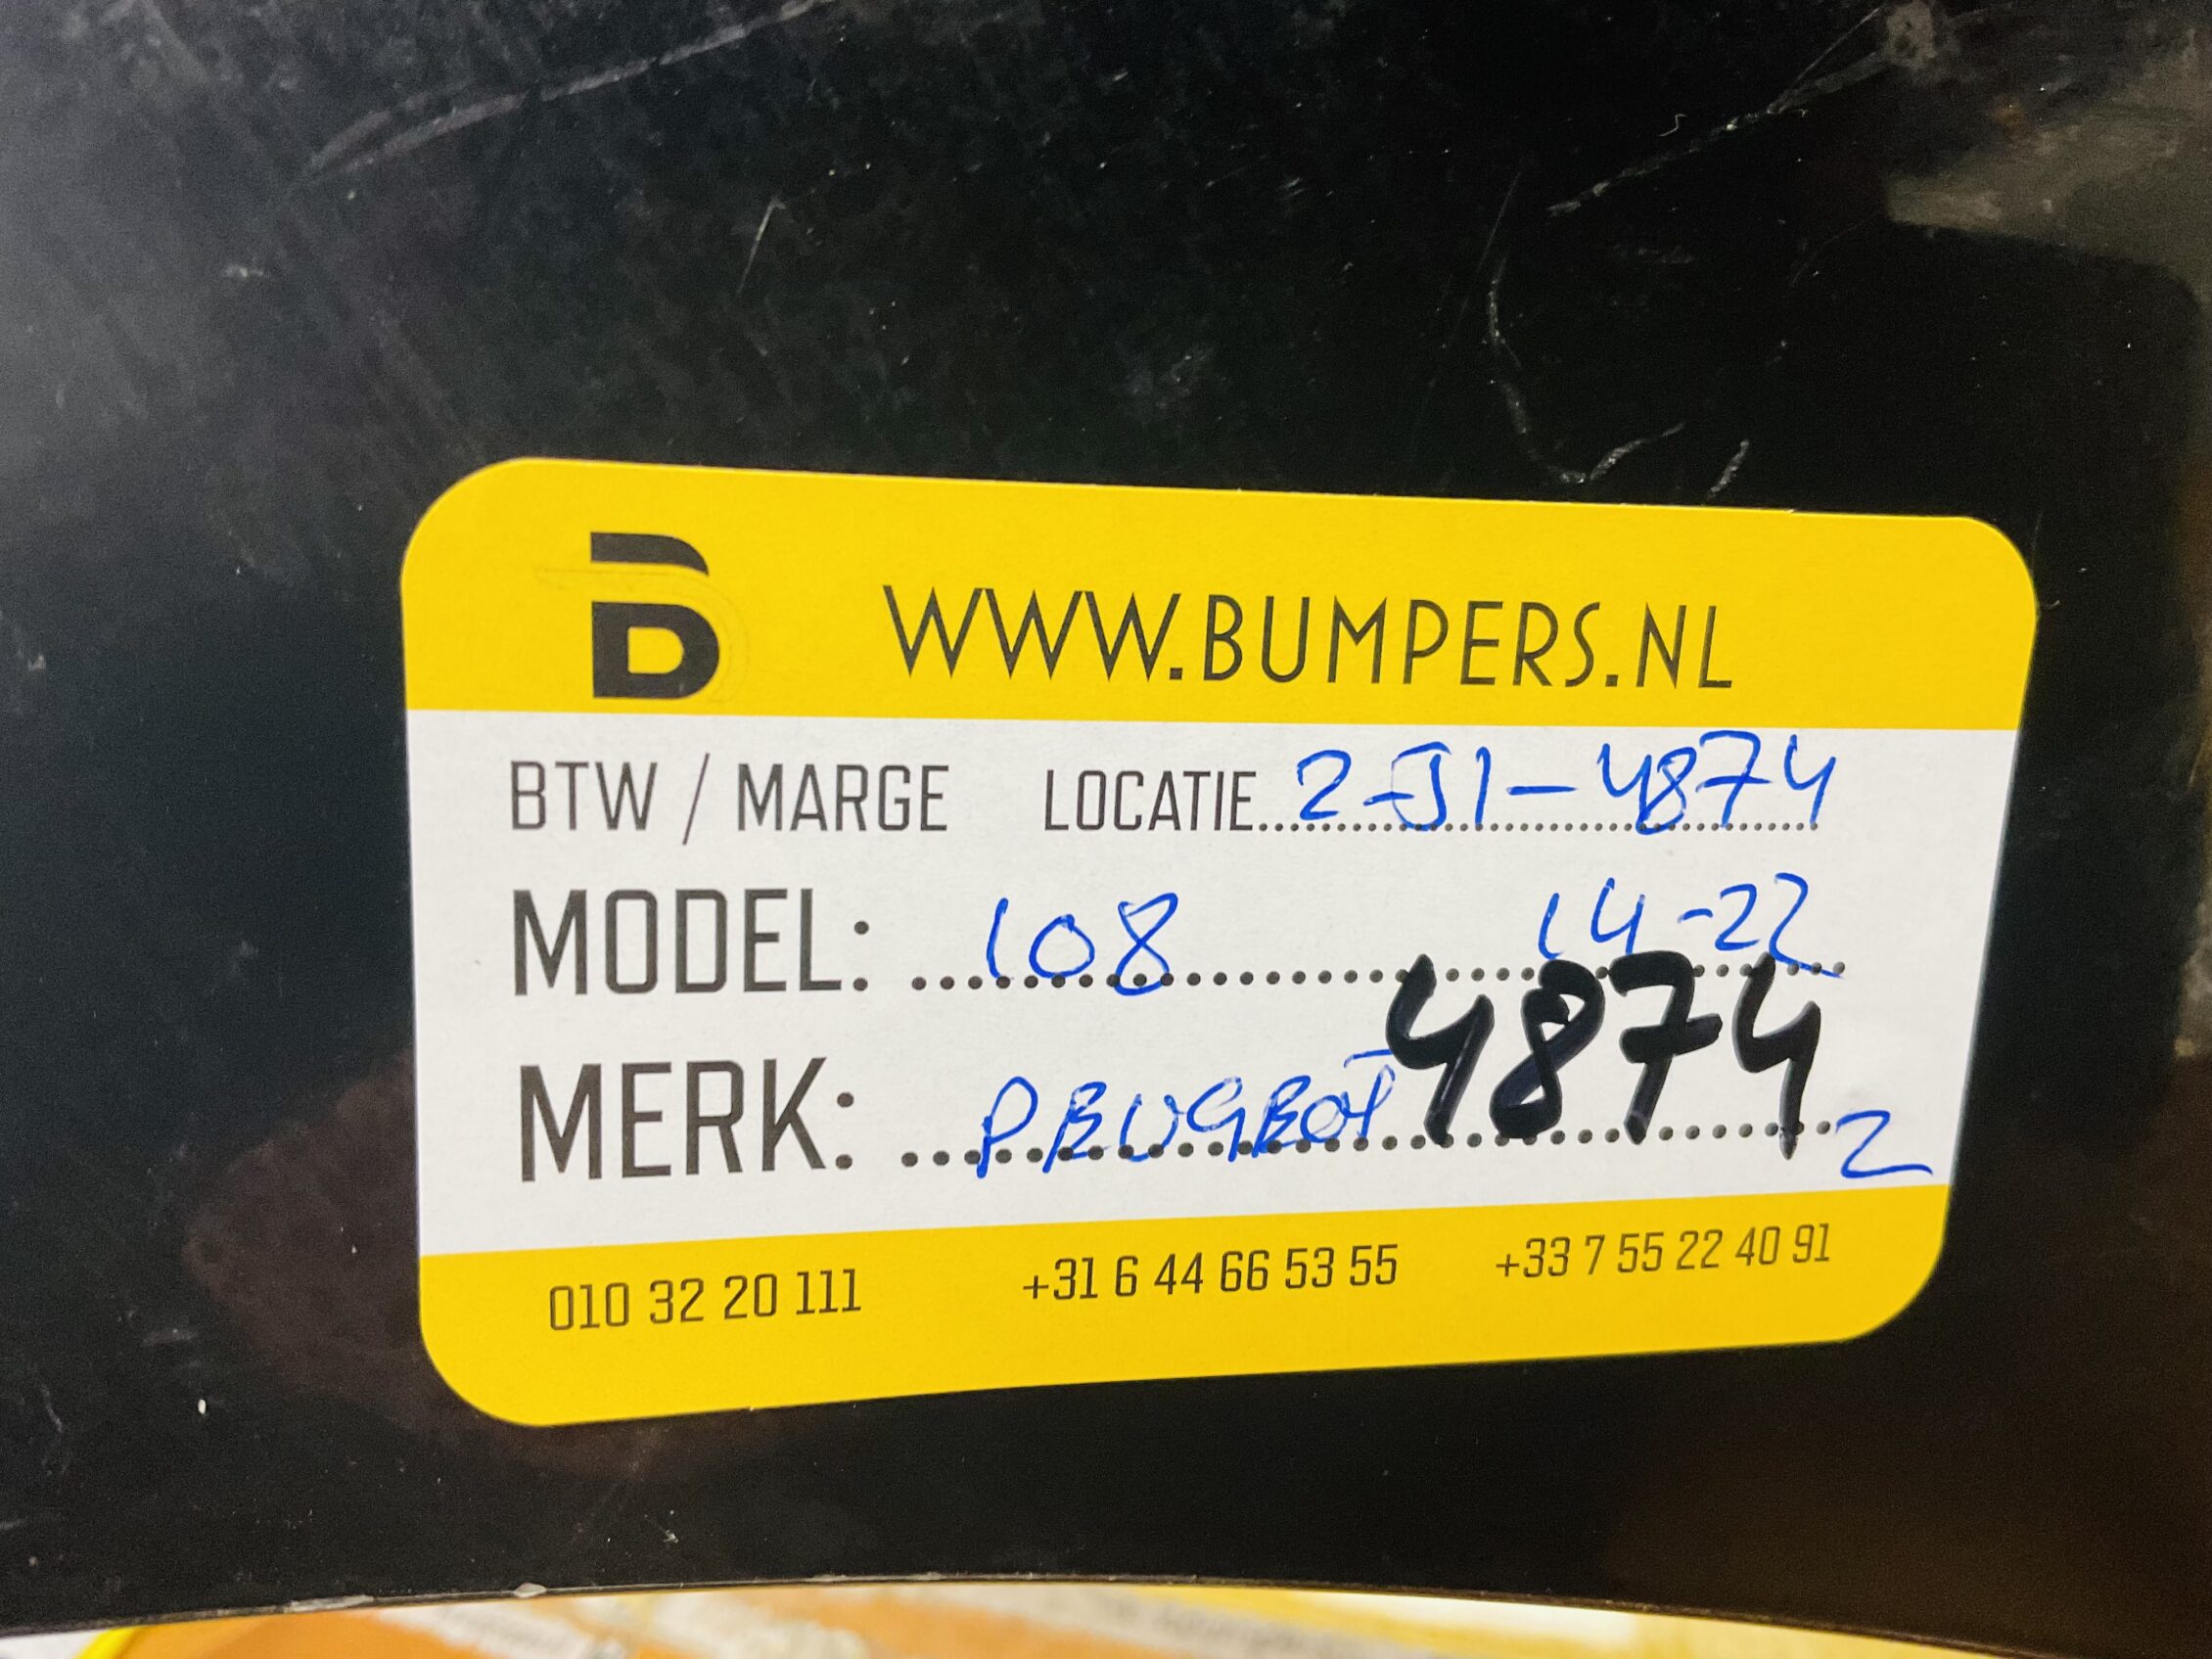 B WWW.BUMPERS.NL
BTW / MARGE LOCATIE 2-J1-4874
MODEL: 108 14-22
MERK: PEUGEOT 4874 2
010 32 20 111 +31 6 44 66 53 55 +33 7 55 22 40 91